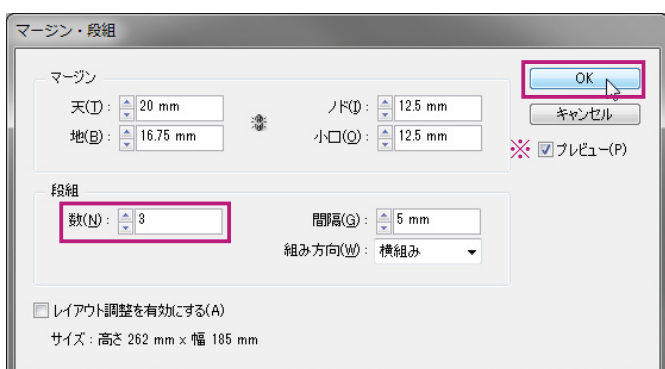 マージン・段組
マージン
天(T)： 20 mm
ノド(I)： 12.5 mm
地(B)： 16.75 mm
小口(O)： 12.5 mm
OK
キャンセル
※ プレビュー(P)
段組
数(N)： 3
間隔(G)： 5 mm
組み方向(W)： 横組み
レイアウト調整を有効にする(A)
サイズ：高さ 262 mm x 幅 185 mm